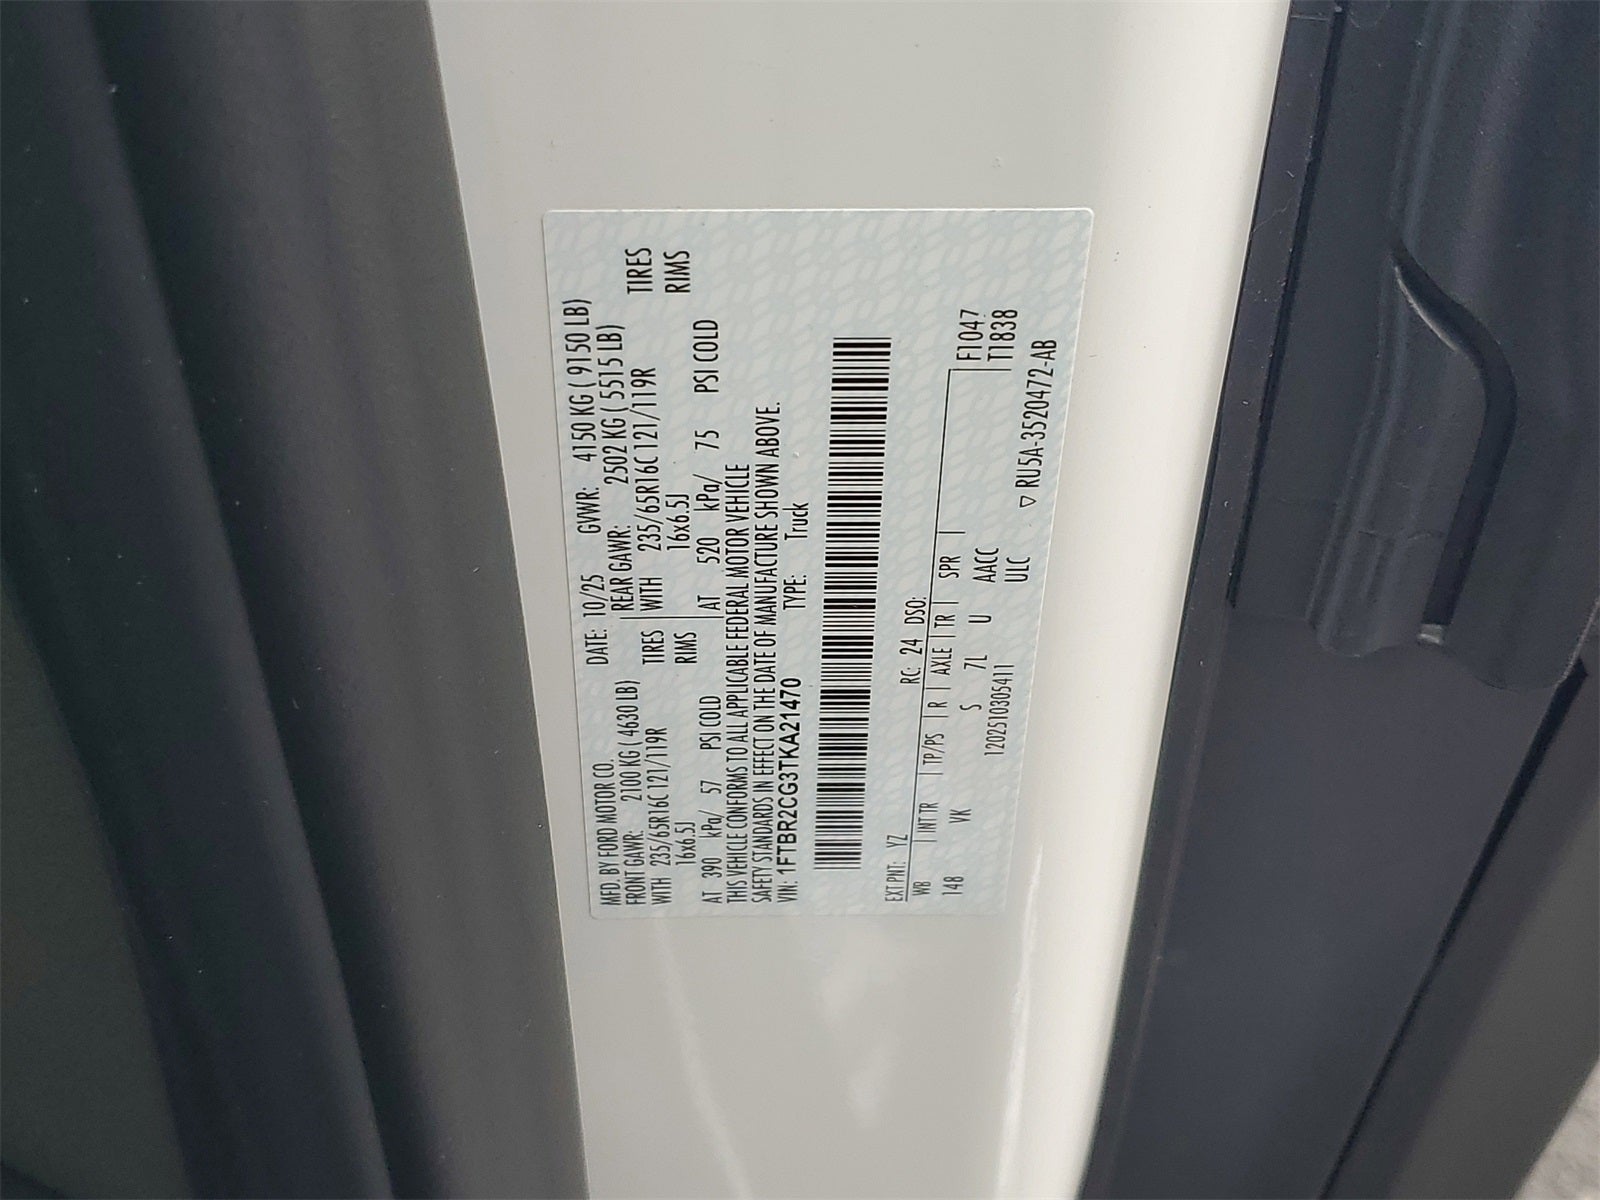 MFD. BY FORD MOTOR CO. DATE: 10/25 GVWR: 4150 KG ( 9150 LB)
FRONT GAWR: 2100 KG ( 4630 LB) REAR GAWR: 2502 KG ( 5515 LB)
WITH 235/65R16C 121/119R TIRES WITH 235/65R16C 121/119R TIRES
16x6.5J RIMS 16x6.5J RIMS
AT 390 kPa/ 57 PSI COLD AT 520 kPa/ 75 PSI COLD
THIS VEHICLE CONFORMS TO ALL APPLICABLE FEDERAL MOTOR VEHICLE
SAFETY STANDARDS IN EFFECT ON THE DATE OF MANUFACTURE SHOWN ABOVE.
VIN: 1FTBR2CG3TKA21470 TYPE: Truck
EXT PNT: YZ RC: 24 DSO:
WB INT TR TP/PS R AXLE TR SPR F1047
148 VK S 7L U AACC T1838
120251030541 1 ULC ▽ RU5A-3520472-AB